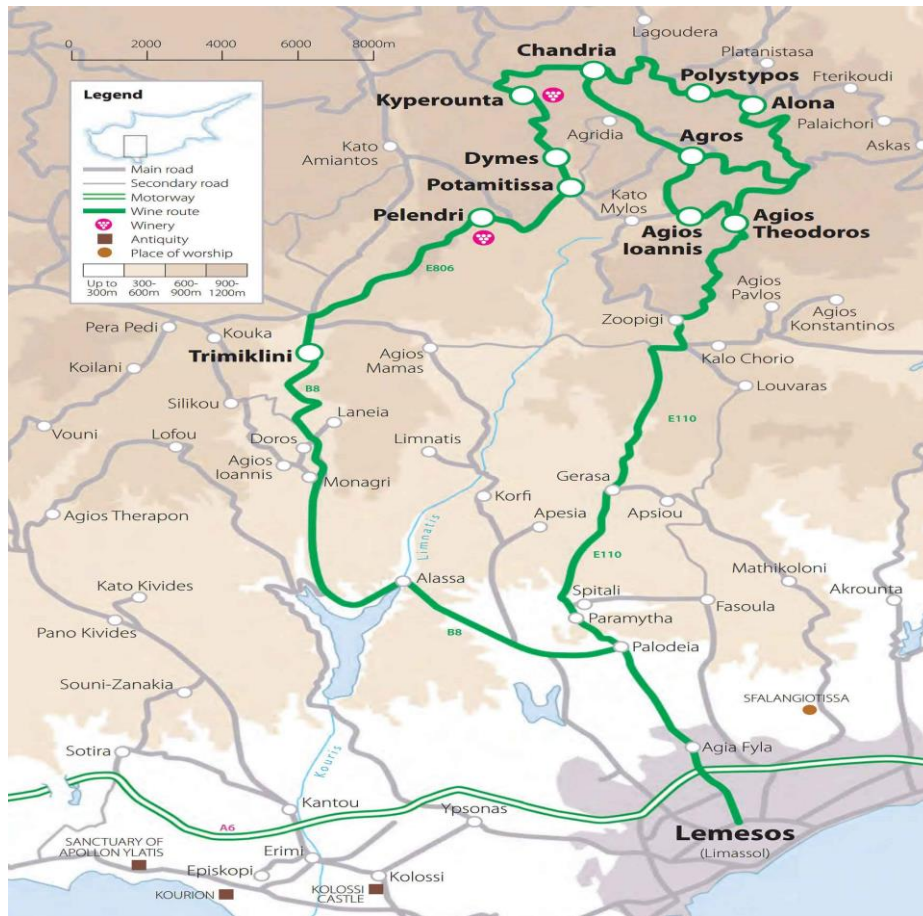 0 2000 4000 6000 8000m
Legend
Main road
Secondary road
Motorway
Wine route
Winery
Antiquity
Place of worship
Up to
300m
300-
600m
600-
900m
900-
1200m
Lagoudera
Chandria
Platanistasa
Polystypos
Fterikoudi
Kyperounta
Alona
Palaichori
Agridia
Kato
Amiantos
Agros
Askas
Dymes
Potamitissa
Kato
Mylos
Pelendri
Agios
Ioannis
Agios
Theodoros
E806
Agios
Pavlos
Agios
Konstantinos
Zoopigi
Pera Pedi
Kouka
Trimiklini
Agios
Mamas
Kalo Chorio
Koilani
Louvaras
B8
Silikou
Laneia
E110
Vouni
Lofou
Doros
Limnatis
Agios
Ioannis
Monagri
Gerasa
Korfi
Agios Therapon
Apesia
Apsiou
Limnatis
E110
Alassa
Mathikoloni
Kato Kivides
Spitali
Fasoula
Akrounta
Pano Kivides
Paramytha
B8
Palodeia
Souni-Zanakia
SFALANGIOTISSA
Sotira
Agia Fyla
Kouris
Kantou
Ypsonas
A6
Lemesos
(Limassol)
SANCTUARY OF
APOLLON YLATIS
Erimi
Episkopi
Kolossi
KOURION
KOLOSSI
CASTLE